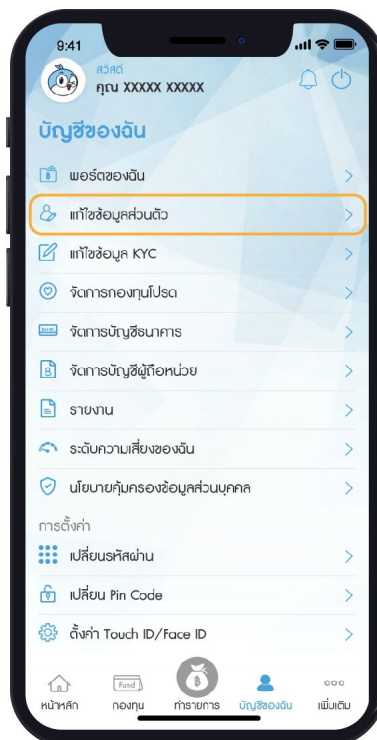 9:41
สวัสดี
คุณ XXXXX XXXXX
บัญชีของฉัน
พอร์ตของฉัน
แก้ไขข้อมูลส่วนตัว
แก้ไขข้อมูล KYC
จัดการกองทุนโปรด
จัดการบัญชีธนาคาร
จัดการบัญชีผู้ถือหน่วย
รายงาน
ระดับความเสี่ยงของฉัน
นโยบายคุ้มครองข้อมูลส่วนบุคคล
การตั้งค่า
เปลี่ยนรหัสผ่าน
เปลี่ยน Pin Code
ตั้งค่า Touch ID/Face ID
Fund
หน้าหลัก กองทุน ทำรายการ บัญชีของฉัน เพิ่มเติม